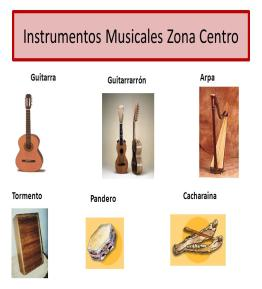 Instrumentos Musicales Zona Centro
Guitarra
Guitarrarrón
Arpa
Tormento
Pandero
Cacharaina